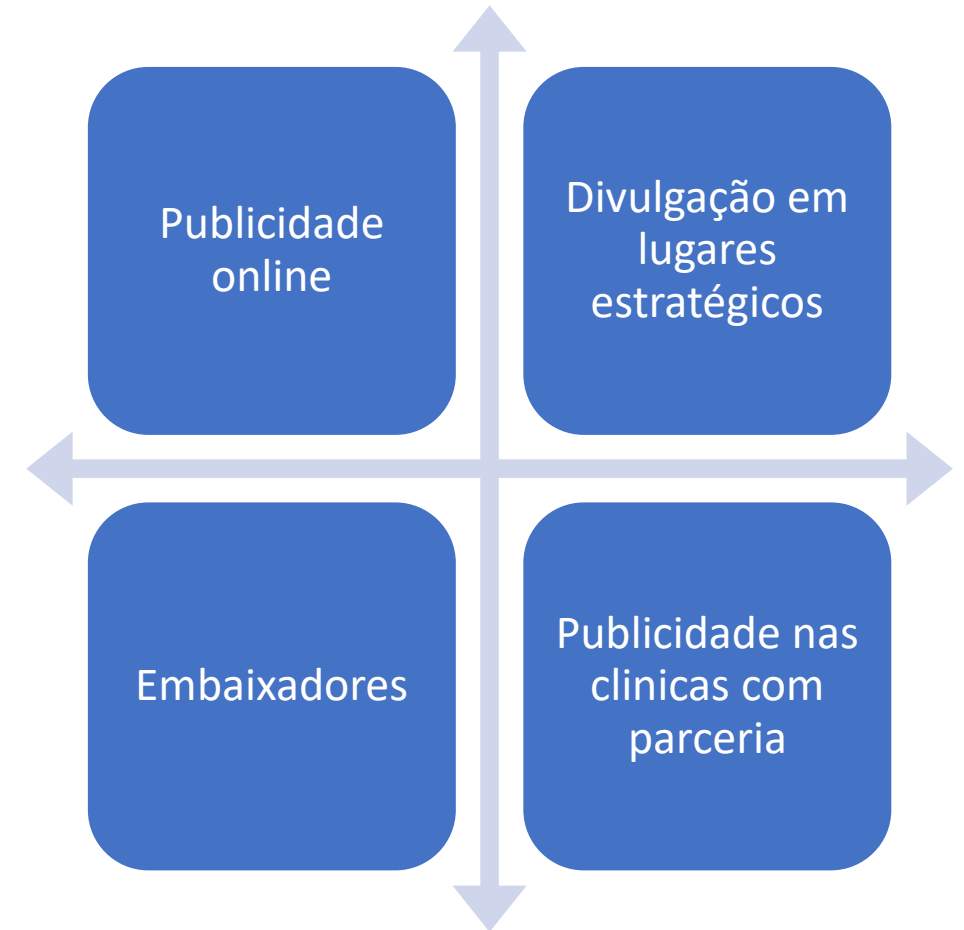 Publicidade
online
Divulgação em
lugares
estratégicos
Embaixadores
Publicidade nas
clinicas com
parceria